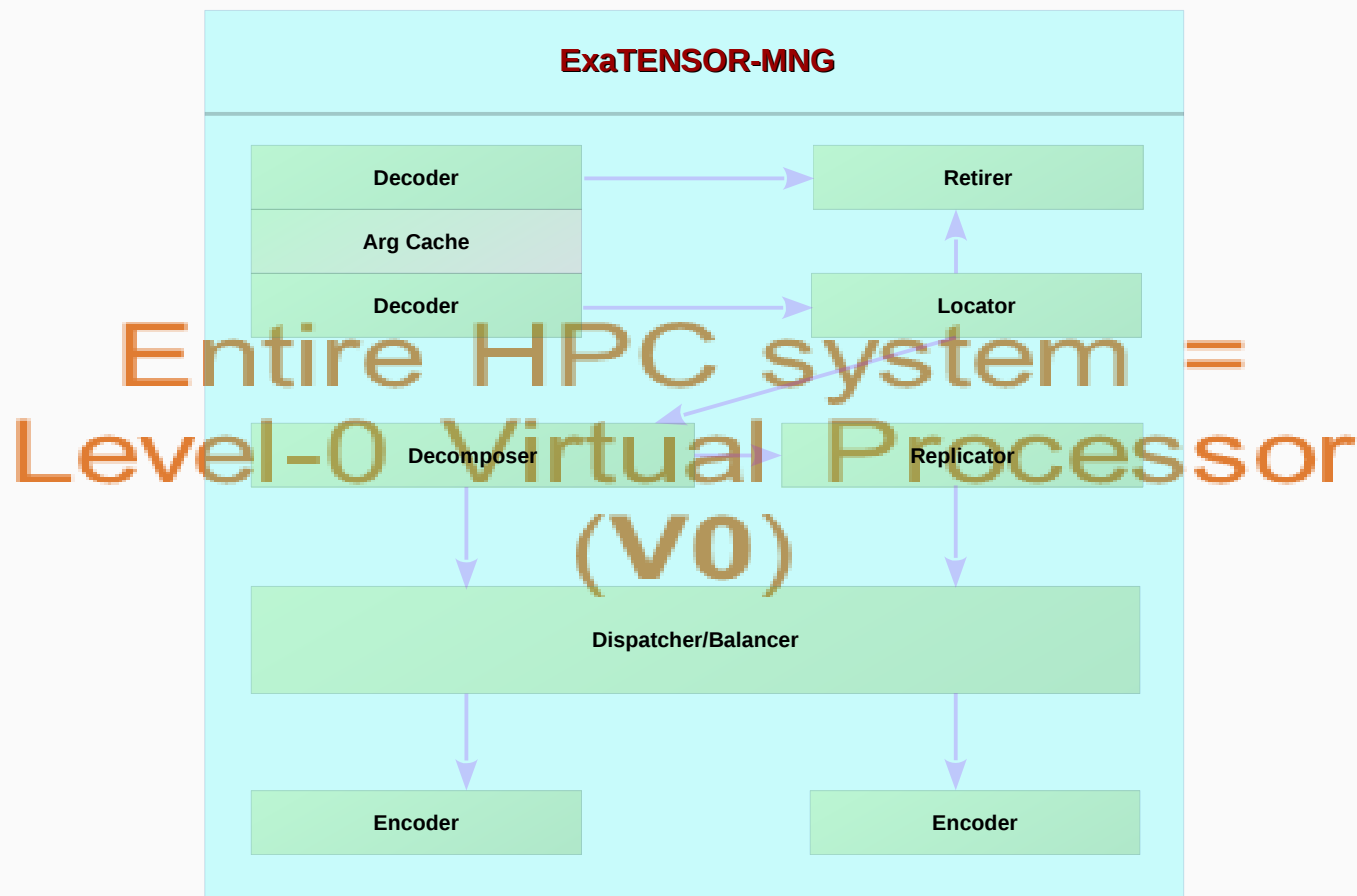 ExaTENSOR-MNG
Decoder
Retirer
Arg Cache
Decoder
Locator
Entire HPC system =
Level-0 Virtual Processor
(V0)
Decomposer
Replicator
Dispatcher/Balancer
Encoder
Encoder